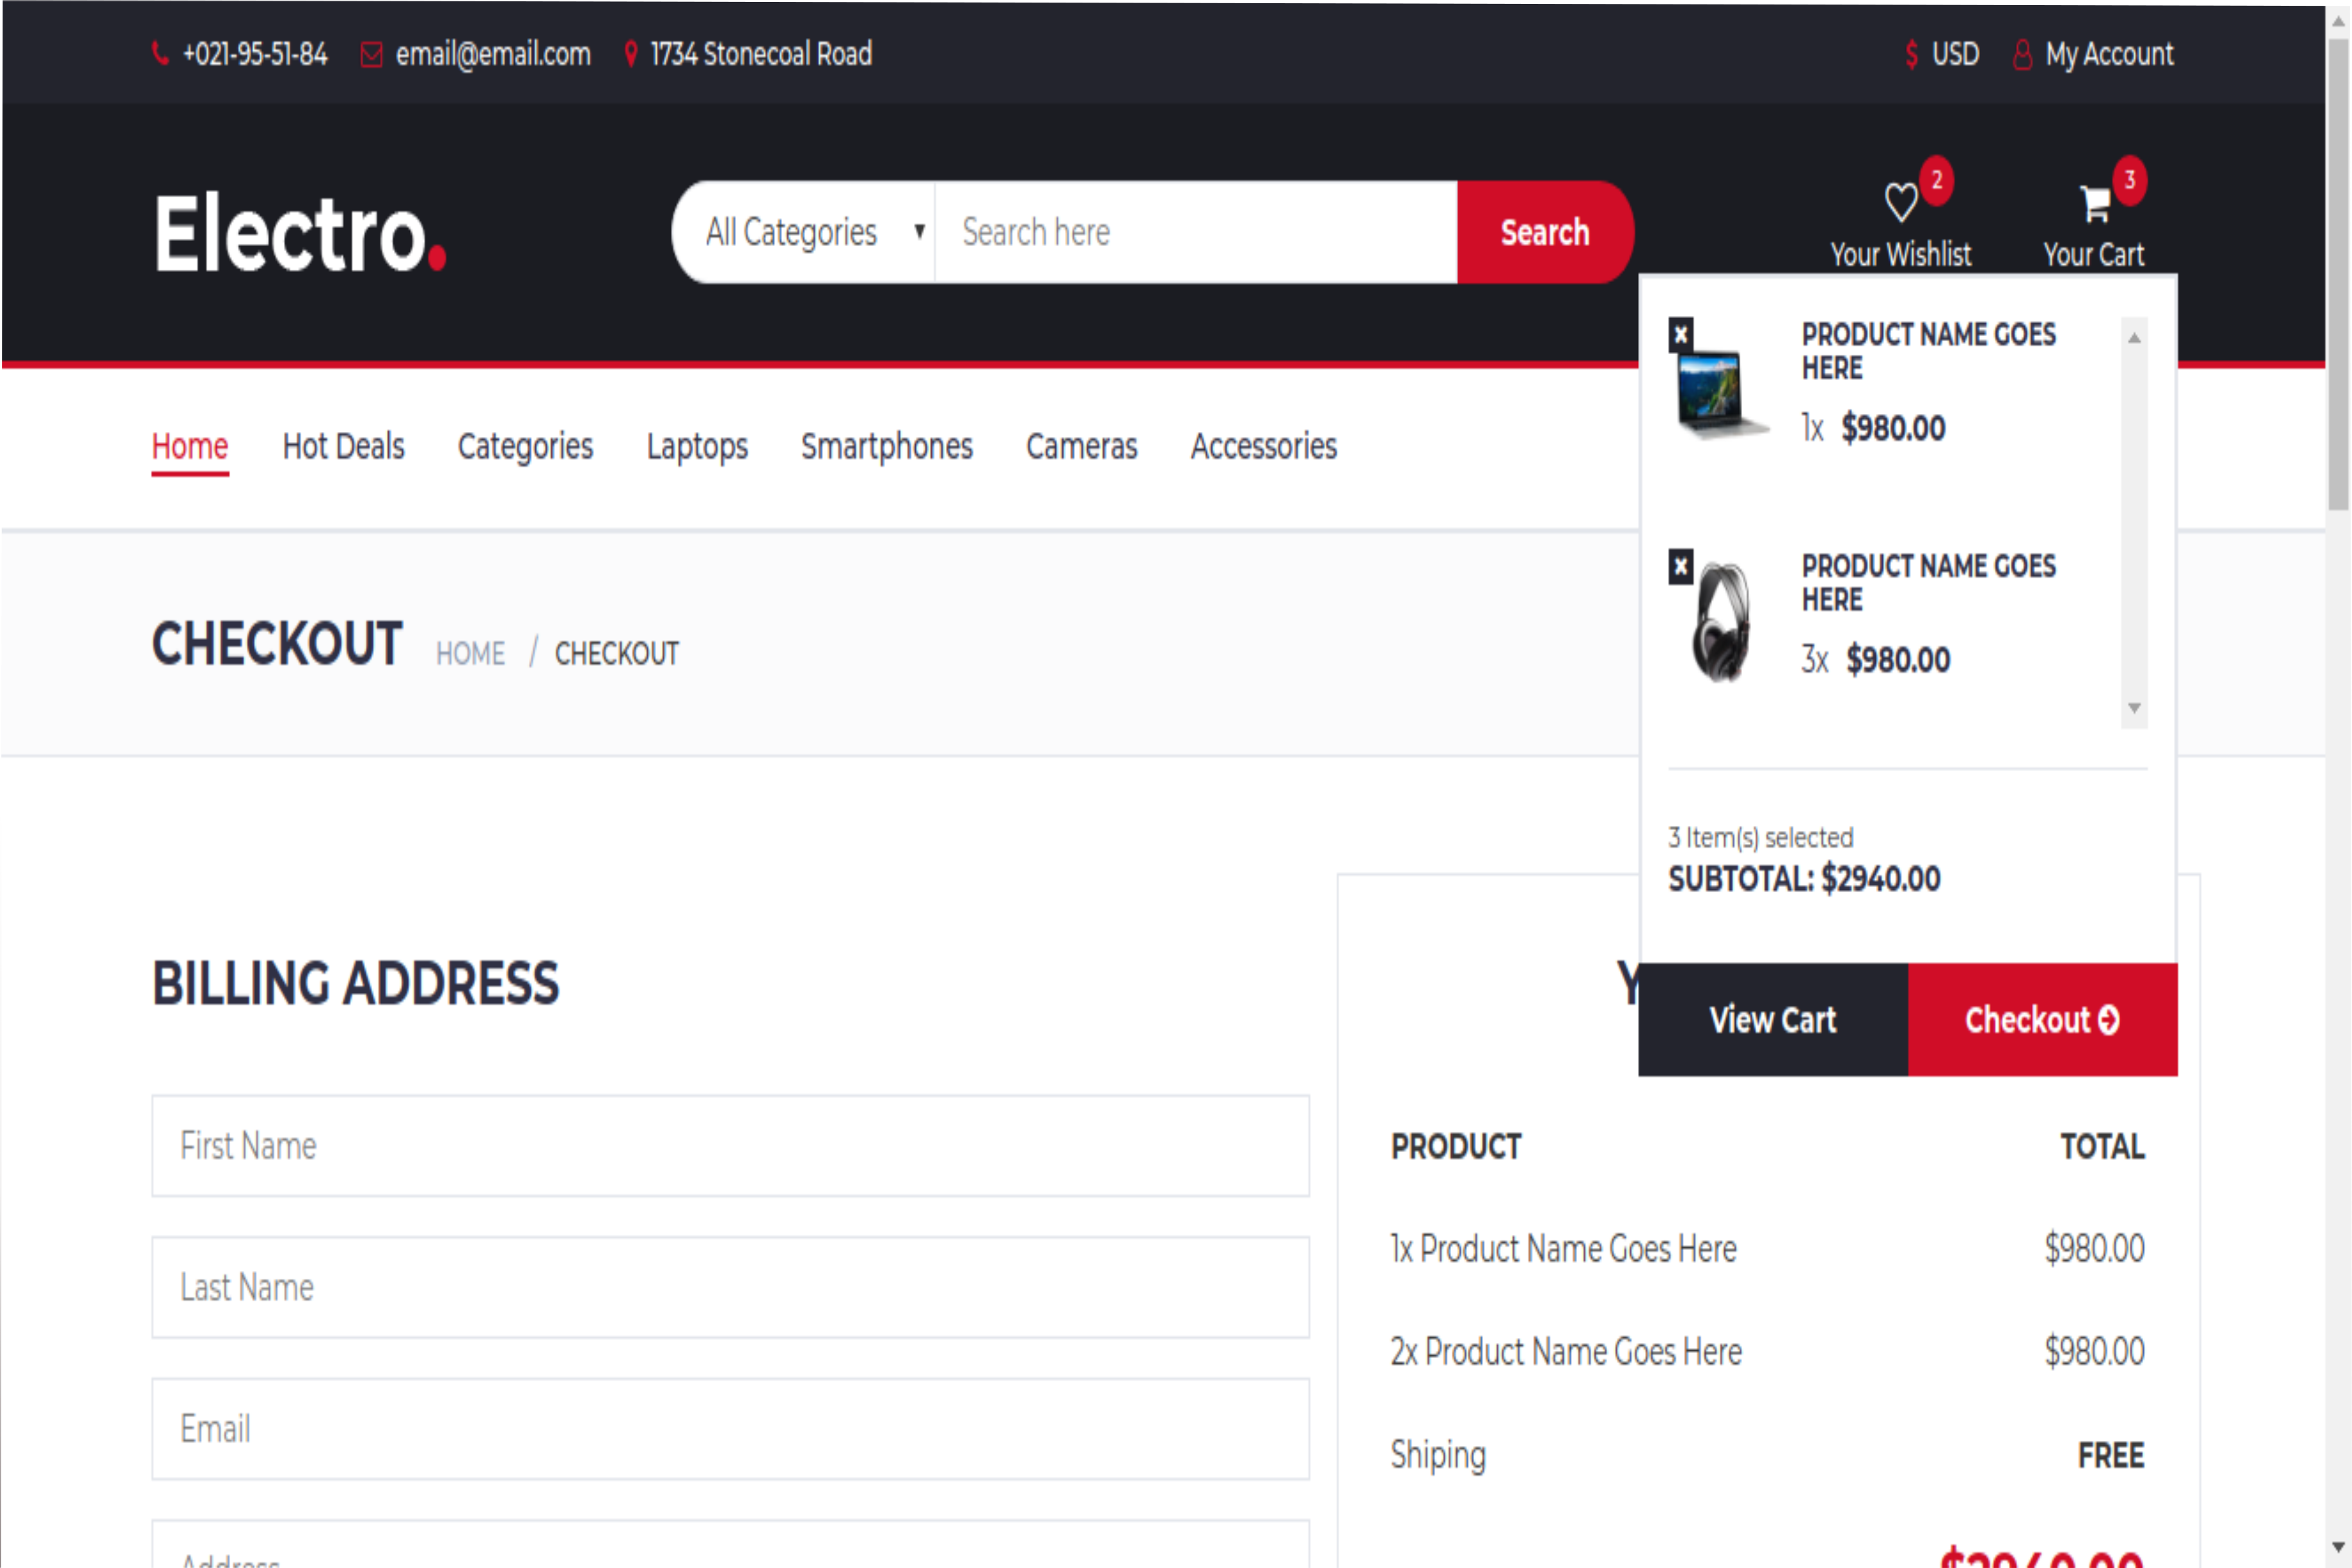 +021-95-51-84 email@email.com 1734 Stonecoal Road
$ USD My Account
Electro.
All Categories Search here Search
2
Your Wishlist
3
Your Cart
PRODUCT NAME GOES
HERE
1x $980.00
PRODUCT NAME GOES
HERE
3x $980.00
3 Item(s) selected
SUBTOTAL: $2940.00
View Cart Checkout
Home Hot Deals Categories Laptops Smartphones Cameras Accessories
CHECKOUT HOME / CHECKOUT
BILLING ADDRESS
First Name
Last Name
Email
Address
Y
PRODUCT TOTAL
1x Product Name Goes Here $980.00
2x Product Name Goes Here $980.00
Shiping FREE
$2940.00